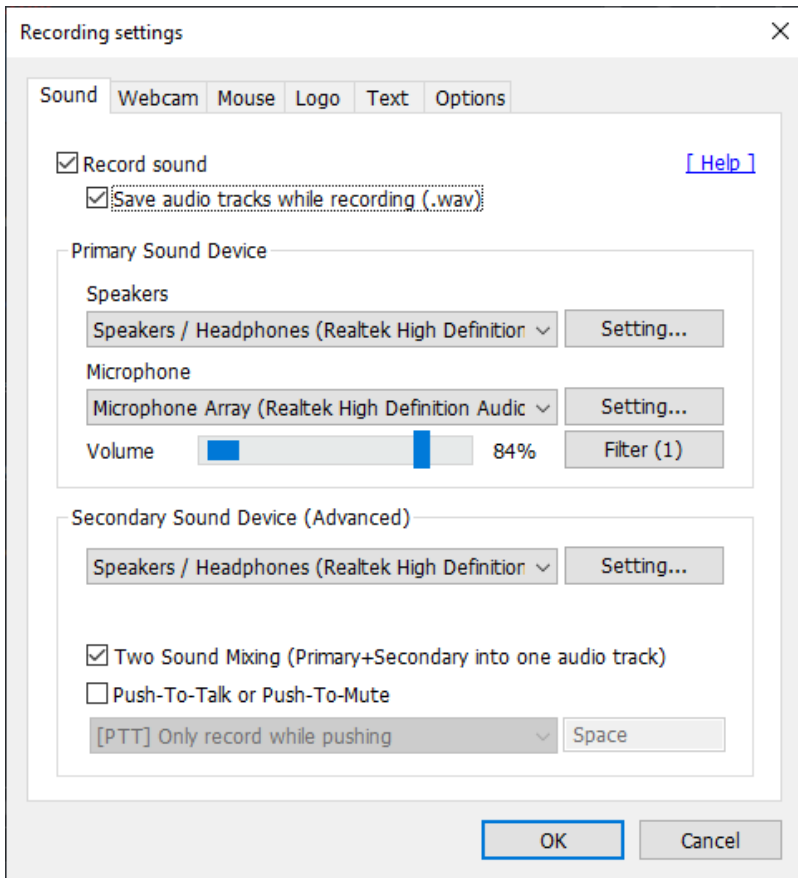 Recording settings
Sound Webcam Mouse Logo Text Options
Record sound [ Help ]
Save audio tracks while recording (.wav)
Primary Sound Device
Speakers
Speakers / Headphones (Realtek High Definition Setting...
Microphone
Microphone Array (Realtek High Definition Audic Setting...
Volume 84% Filter (1)
Secondary Sound Device (Advanced)
Speakers / Headphones (Realtek High Definition Setting...
Two Sound Mixing (Primary+Secondary into one audio track)
Push-To-Talk or Push-To-Mute
[PTT] Only record while pushing Space
OK Cancel